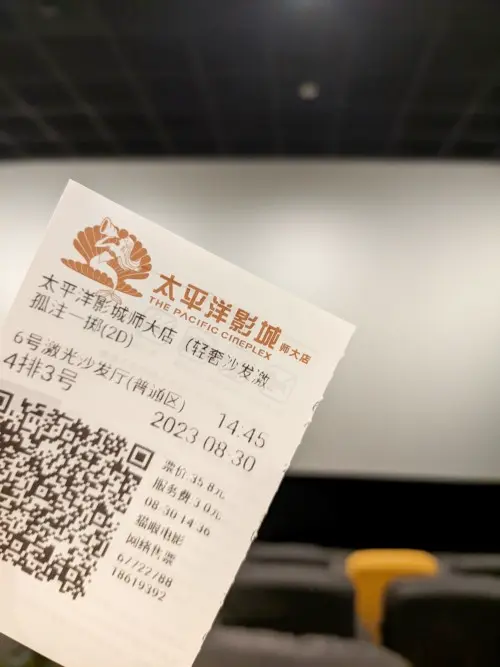 太平洋影城 师大店
THE PACIFIC CINEPLEX
太平洋影城师大店(轻奢沙发激
孤注一掷(2D)
6号激光沙发厅(普通区) 14:45
4排3号 2023-08-30
票价:35.8元
服务费:3.0元
08-30 14:36
猫眼电影
网络售票
67722788
18619392